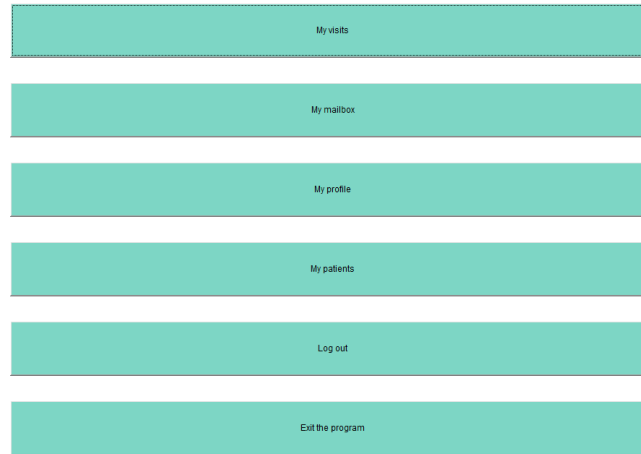 My visits
My mailbox
My profile
My patients
Log out
Exit the program